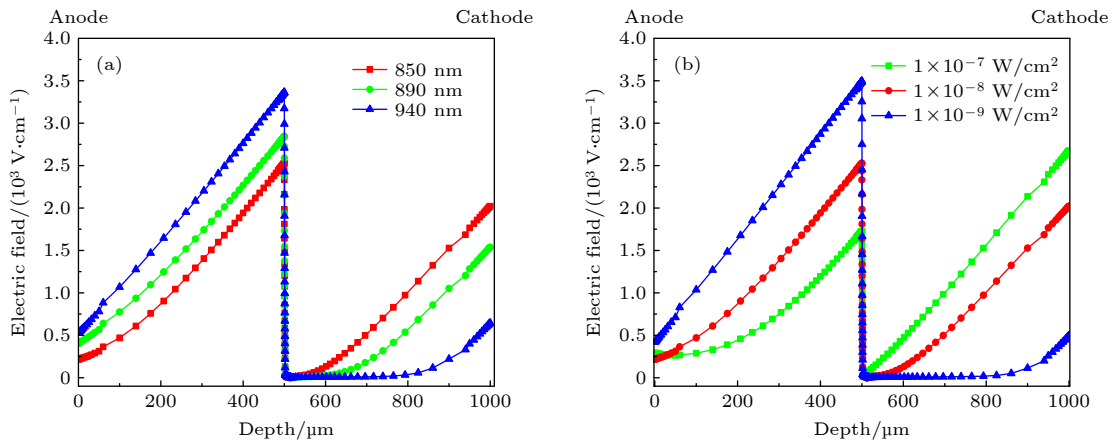 Anode Cathode
(a)
850 nm
890 nm
940 nm
4.0
3.5
3.0
2.5
2.0
1.5
1.0
0.5
0
Electric field/(10³ V·cm⁻¹)
0 200 400 600 800 1000
Depth/µm
Anode Cathode
(b)
1×10⁻⁷ W/cm²
1×10⁻⁸ W/cm²
1×10⁻⁹ W/cm²
4.0
3.5
3.0
2.5
2.0
1.5
1.0
0.5
0
Electric field/(10³ V·cm⁻¹)
0 200 400 600 800 1000
Depth/µm